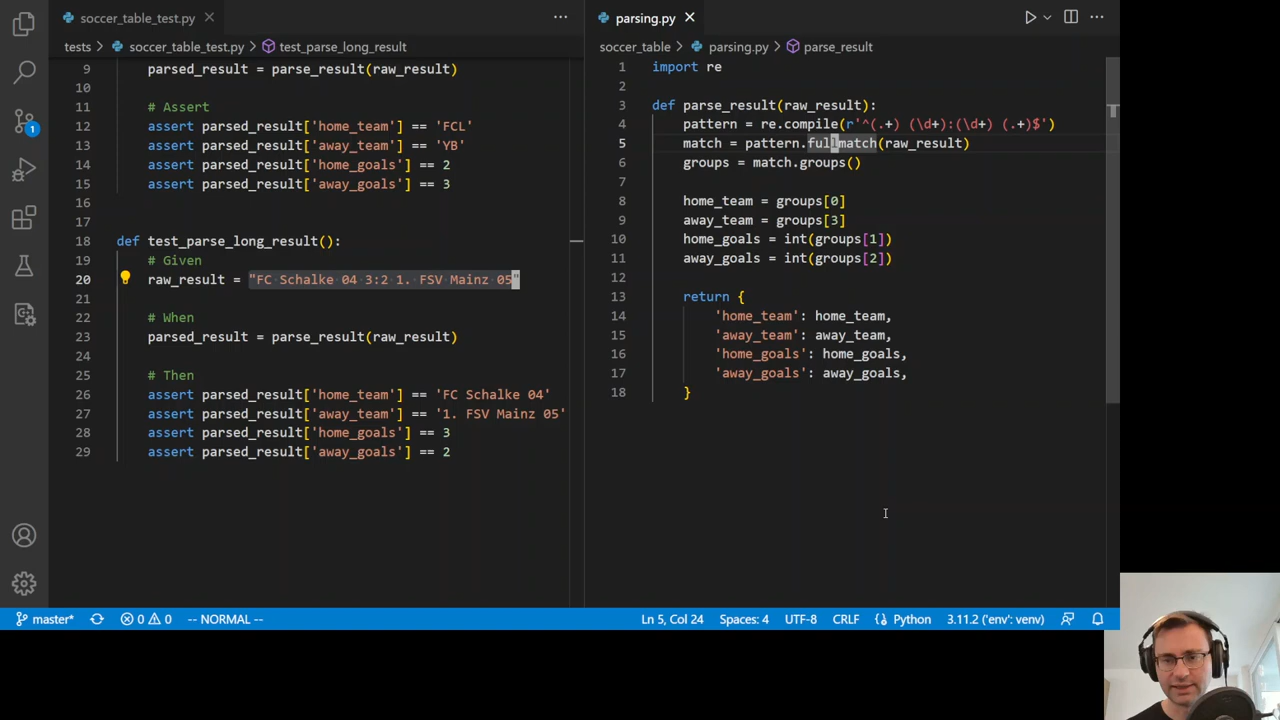 soccer_table_test.py
tests > soccer_table_test.py > test_parse_long_result
9 parsed_result = parse_result(raw_result)
10
11 # Assert
12 assert parsed_result['home_team'] == 'FCL'
13 assert parsed_result['away_team'] == 'YB'
14 assert parsed_result['home_goals'] == 2
15 assert parsed_result['away_goals'] == 3
16
17
18 def test_parse_long_result():
19 # Given
20 raw_result = "FC Schalke 04 3:2 1. FSV Mainz 05"
21
22 # When
23 parsed_result = parse_result(raw_result)
24
25 # Then
26 assert parsed_result['home_team'] == 'FC Schalke 04'
27 assert parsed_result['away_team'] == '1. FSV Mainz 05'
28 assert parsed_result['home_goals'] == 3
29 assert parsed_result['away_goals'] == 2
parsing.py
soccer_table > parsing.py > parse_result
1 import re
2
3 def parse_result(raw_result):
4 pattern = re.compile(r'^(.+) (\d+):(\d+) (.+)$')
5 match = pattern.fullmatch(raw_result)
6 groups = match.groups()
7
8 home_team = groups[0]
9 away_team = groups[3]
10 home_goals = int(groups[1])
11 away_goals = int(groups[2])
12
13 return {
14 'home_team': home_team,
15 'away_team': away_team,
16 'home_goals': home_goals,
17 'away_goals': away_goals,
18 }
1
master* 0 0 -- NORMAL -- Ln 5, Col 24 Spaces: 4 UTF-8 CRLF Python 3.11.2 ('env': venv)